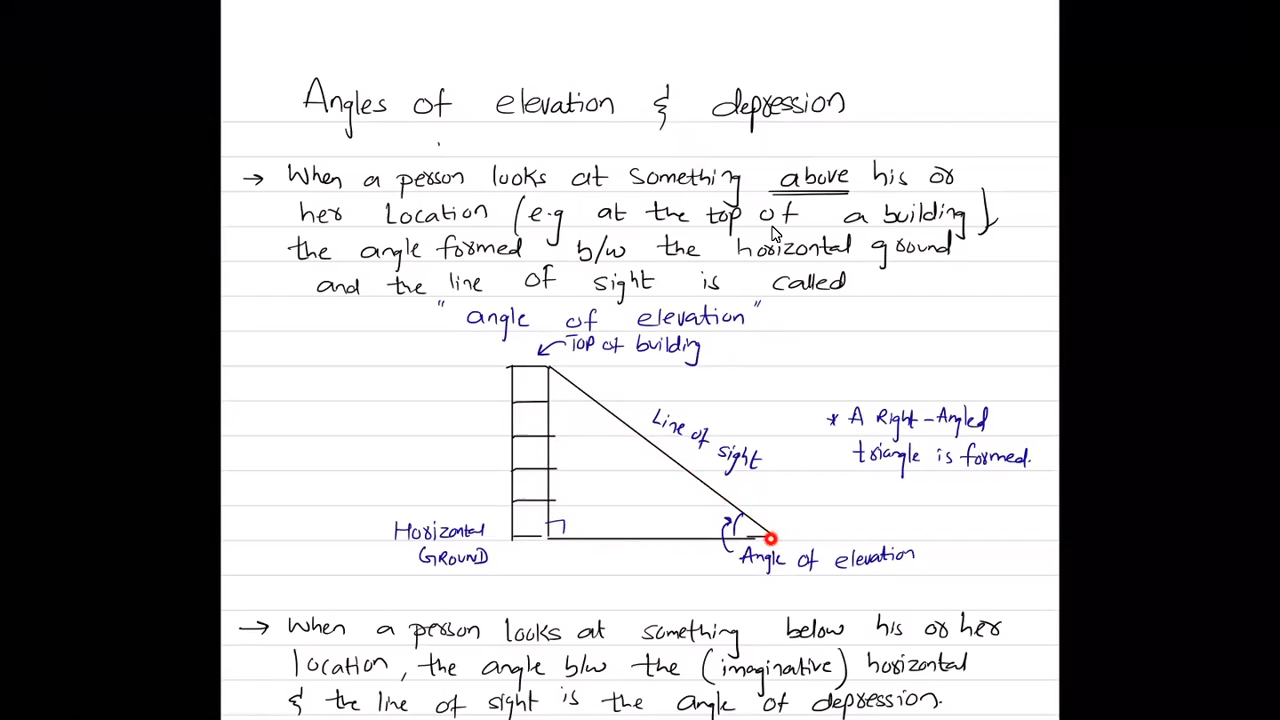 Angles of elevation & depression
→ When a person looks at something above his or
her Location (e.g at the top of a building)
the angle formed b/w the horizontal ground
and the line of sight is called
"angle of elevation"
Top of building
Line of sight
* A Right-Angled
triangle is formed.
Horizontal
GROUND
Angle of elevation
→ When a person looks at something below his or her
location, the angle b/w the (imaginative) horizontal
& the line of sight is the angle of depression.